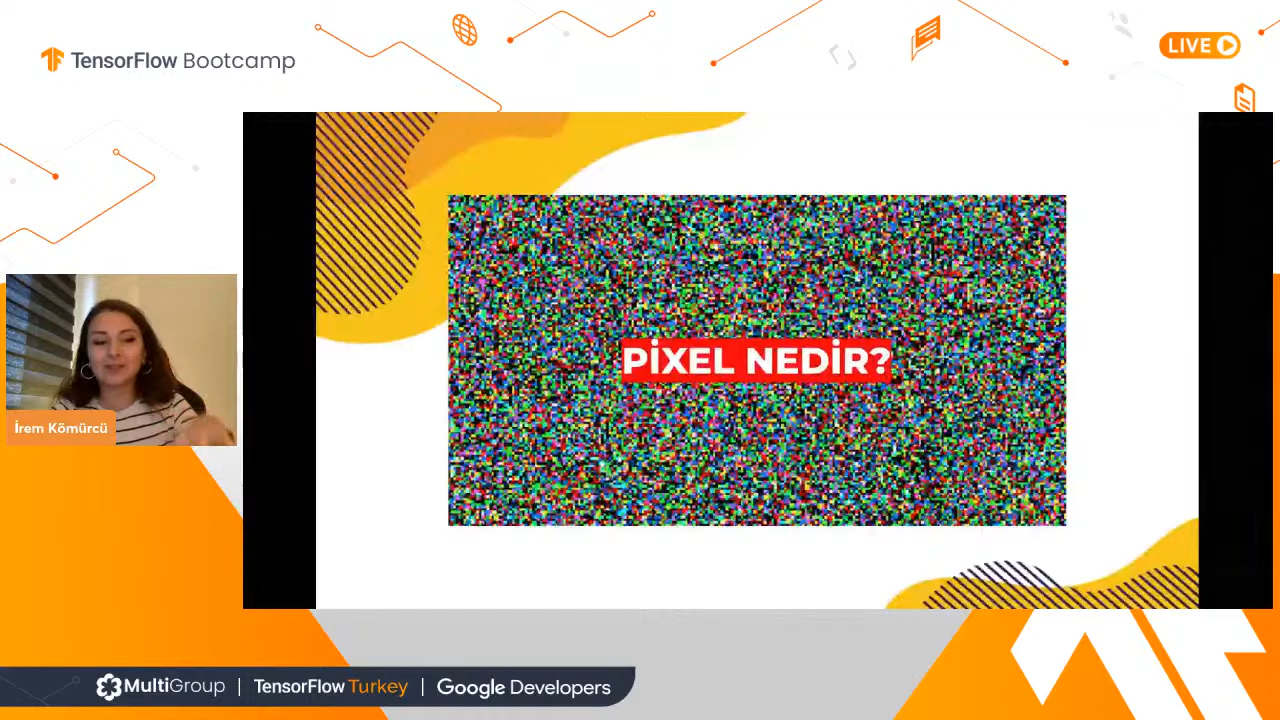 TensorFlow Bootcamp
LIVE
PİXEL NEDİR?
İrem Kömürcü
MultiGroup | TensorFlow Turkey | Google Developers